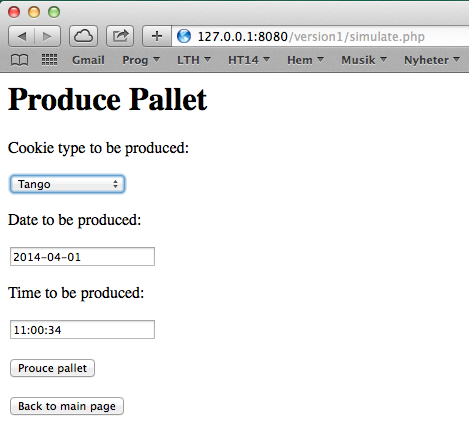 127.0.0.1:8080/version1/simulate.php
Gmail Prog LTH HT14 Hem Musik Nyheter
Produce Pallet
Cookie type to be produced:
Tango
Date to be produced:
2014-04-01
Time to be produced:
11:00:34
Prouce pallet
Back to main page